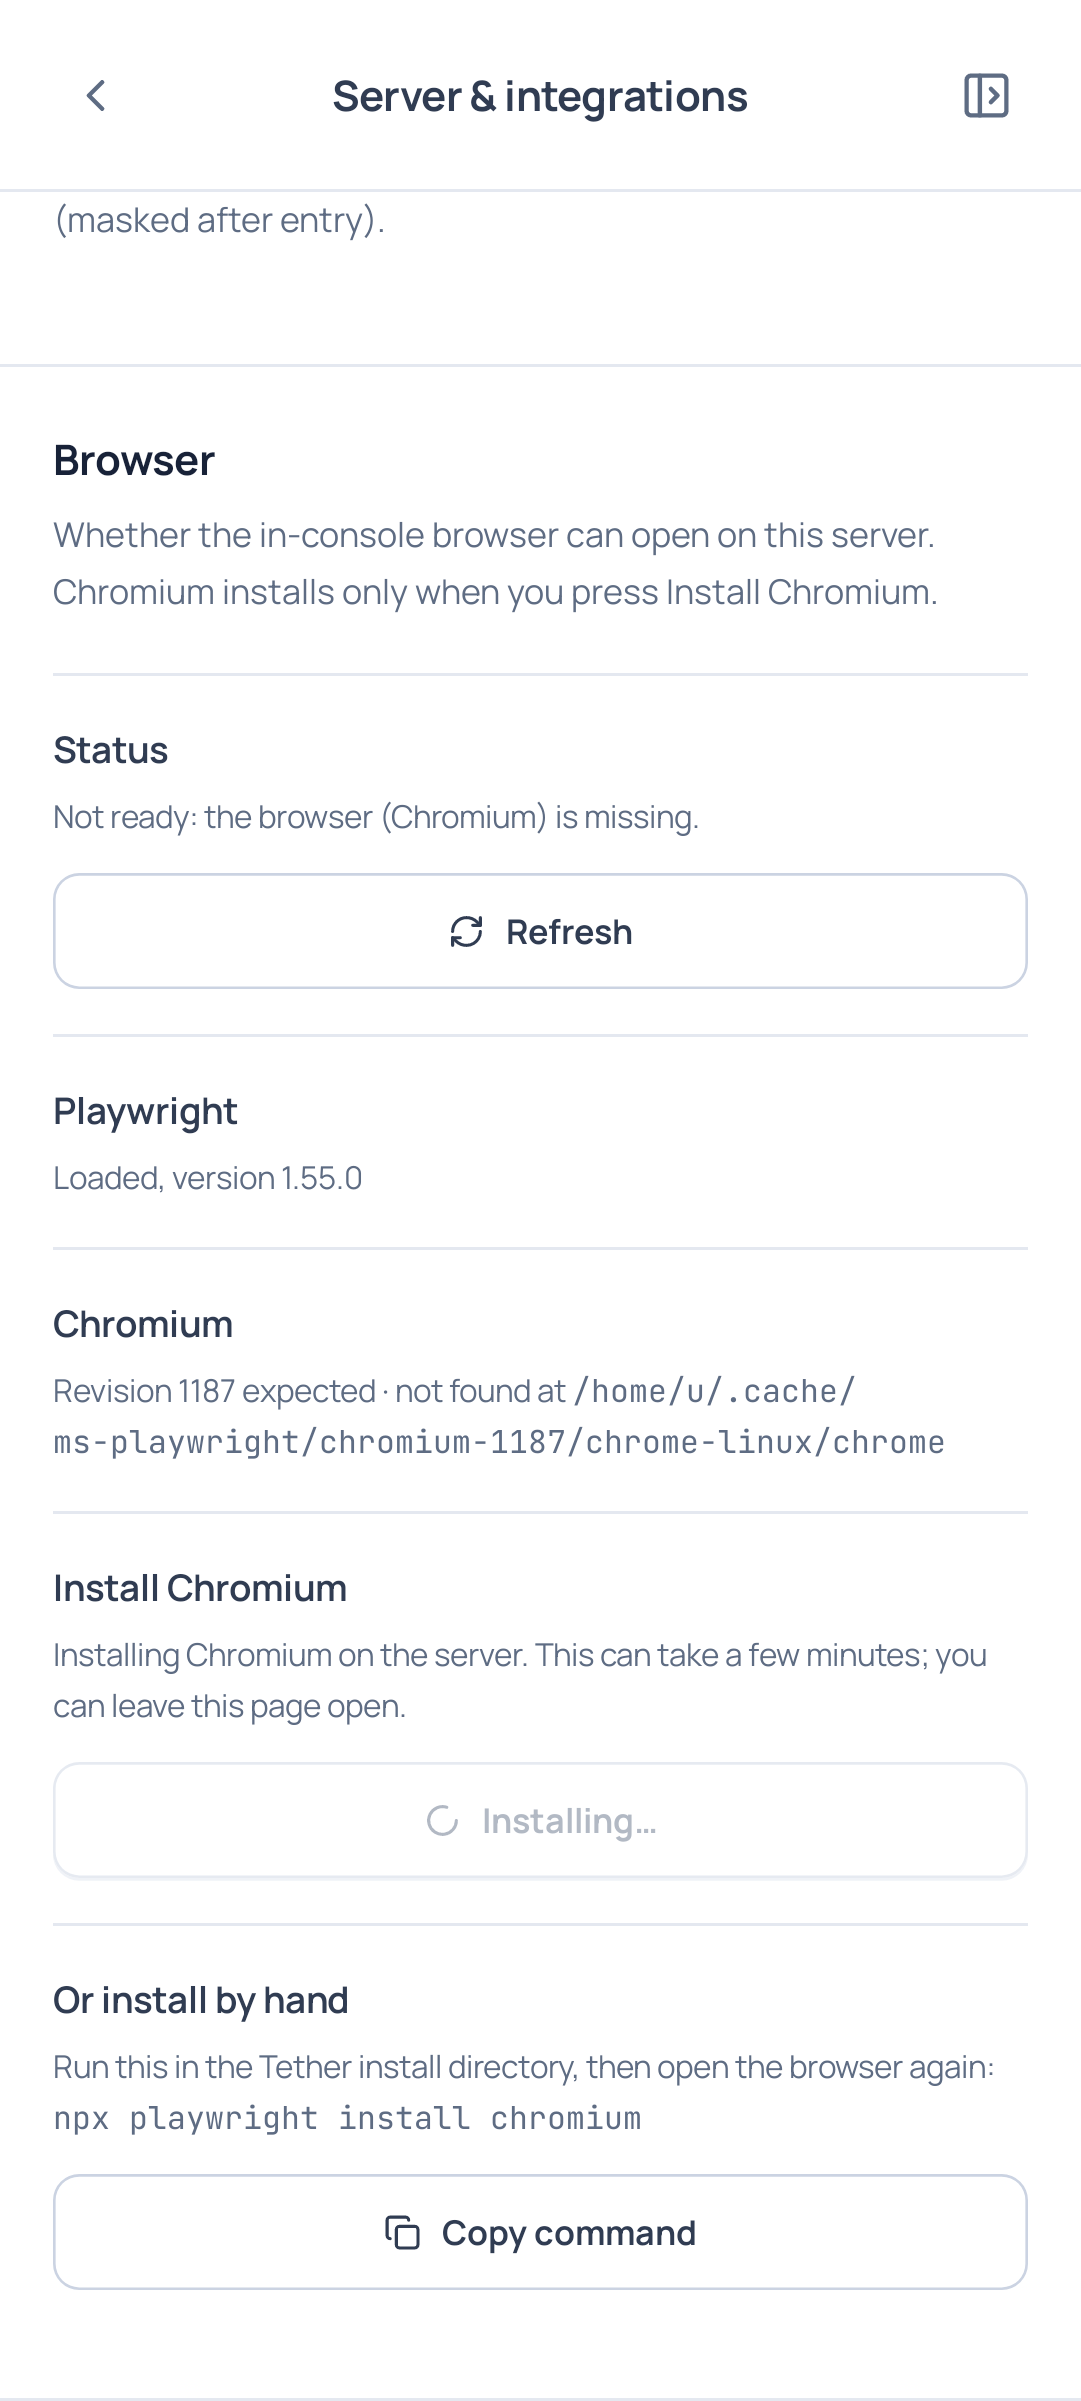 Server & integrations
(masked after entry).
Browser
Whether the in-console browser can open on this server.
Chromium installs only when you press Install Chromium.
Status
Not ready: the browser (Chromium) is missing.
Refresh
Playwright
Loaded, version 1.55.0
Chromium
Revision 1187 expected · not found at /home/u/.cache/
ms-playwright/chromium-1187/chrome-linux/chrome
Install Chromium
Installing Chromium on the server. This can take a few minutes; you
can leave this page open.
Installing…
Or install by hand
Run this in the Tether install directory, then open the browser again:
npx playwright install chromium
Copy command